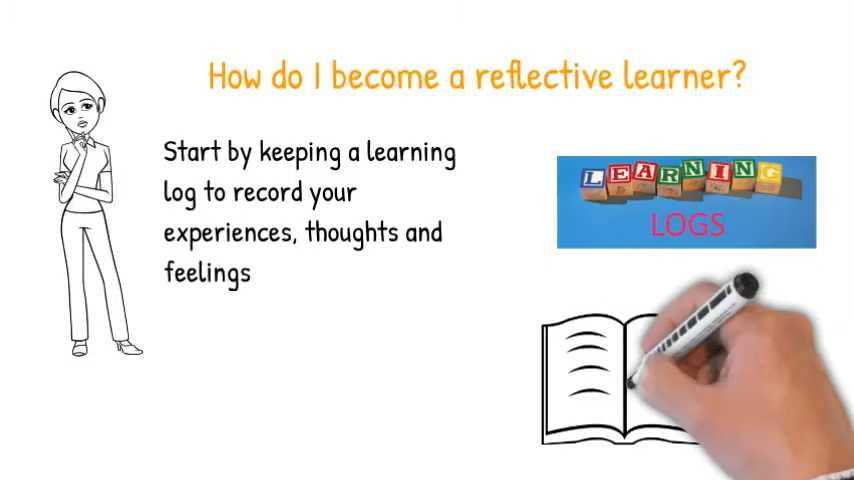 How do I become a reflective learner?
Start by keeping a learning
log to record your
experiences, thoughts and
feelings
LEARNING
LOGS